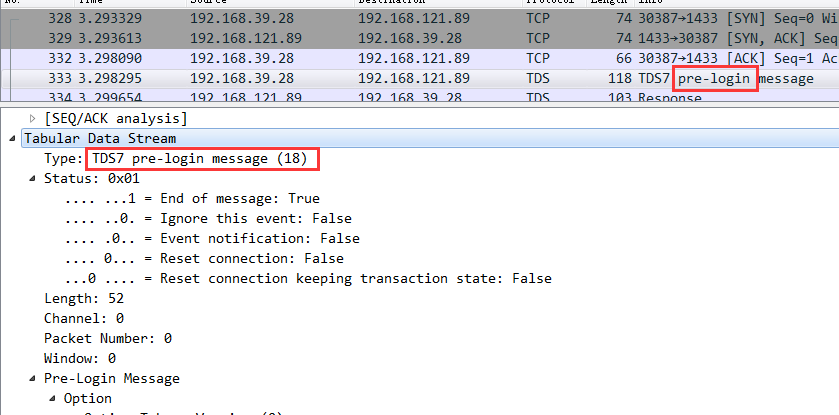 No. Time Source Destination Protocol Length Info
328 3.293329 192.168.39.28 192.168.121.89 TCP 74 30387→1433 [SYN] Seq=0 Wi
329 3.293613 192.168.121.89 192.168.39.28 TCP 74 1433→30387 [SYN, ACK] Seq
332 3.298090 192.168.39.28 192.168.121.89 TCP 66 30387→1433 [ACK] Seq=1 Ac
333 3.298295 192.168.39.28 192.168.121.89 TDS 118 TDS7 pre-login message
334 3.299654 192.168.121.89 192.168.39.28 TDS 103 Response
[SEQ/ACK analysis]
Tabular Data Stream
Type: TDS7 pre-login message (18)
Status: 0x01
.... ...1 = End of message: True
.... ..0. = Ignore this event: False
.... .0.. = Event notification: False
.... 0... = Reset connection: False
...0 .... = Reset connection keeping transaction state: False
Length: 52
Channel: 0
Packet Number: 0
Window: 0
Pre-Login Message
Option